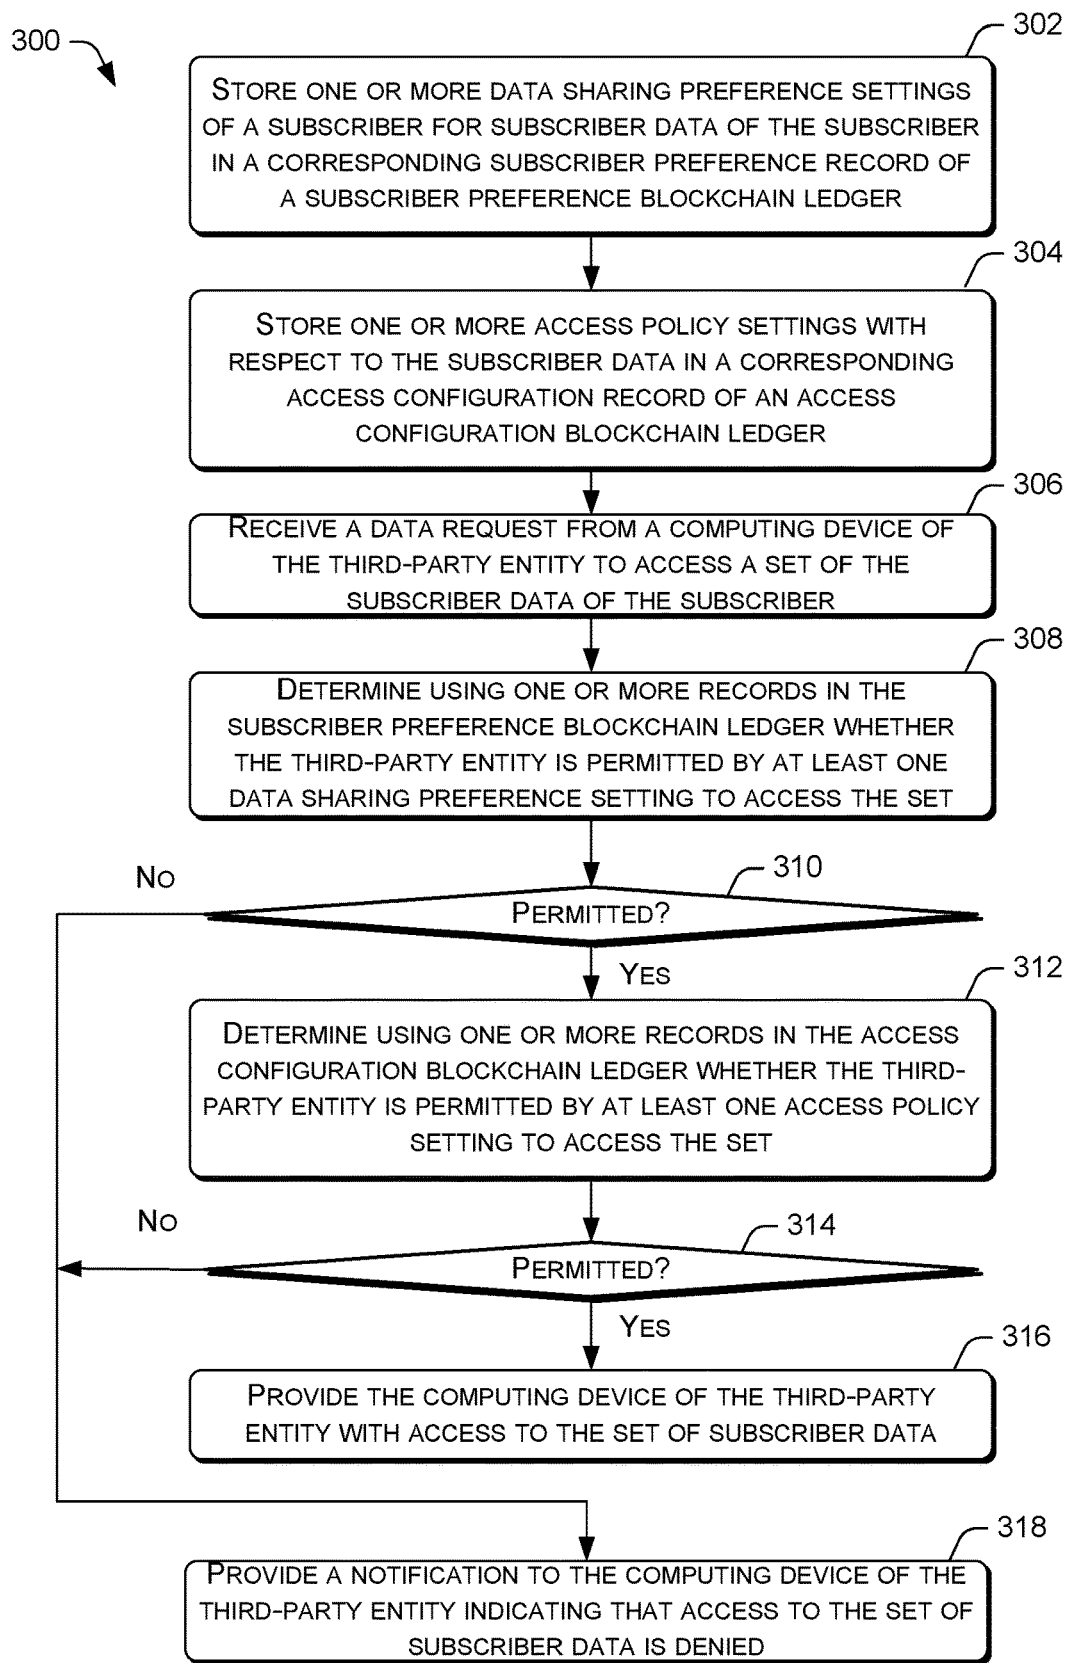 300
302
STORE ONE OR MORE DATA SHARING PREFERENCE SETTINGS
OF A SUBSCRIBER FOR SUBSCRIBER DATA OF THE SUBSCRIBER
IN A CORRESPONDING SUBSCRIBER PREFERENCE RECORD OF
A SUBSCRIBER PREFERENCE BLOCKCHAIN LEDGER
304
STORE ONE OR MORE ACCESS POLICY SETTINGS WITH
RESPECT TO THE SUBSCRIBER DATA IN A CORRESPONDING
ACCESS CONFIGURATION RECORD OF AN ACCESS
CONFIGURATION BLOCKCHAIN LEDGER
306
RECEIVE A DATA REQUEST FROM A COMPUTING DEVICE OF
THE THIRD-PARTY ENTITY TO ACCESS A SET OF THE
SUBSCRIBER DATA OF THE SUBSCRIBER
308
DETERMINE USING ONE OR MORE RECORDS IN THE
SUBSCRIBER PREFERENCE BLOCKCHAIN LEDGER WHETHER
THE THIRD-PARTY ENTITY IS PERMITTED BY AT LEAST ONE
DATA SHARING PREFERENCE SETTING TO ACCESS THE SET
310
NO
PERMITTED?
YES
312
DETERMINE USING ONE OR MORE RECORDS IN THE ACCESS
CONFIGURATION BLOCKCHAIN LEDGER WHETHER THE THIRD-
PARTY ENTITY IS PERMITTED BY AT LEAST ONE ACCESS POLICY
SETTING TO ACCESS THE SET
NO
314
PERMITTED?
YES
316
PROVIDE THE COMPUTING DEVICE OF THE THIRD-PARTY
ENTITY WITH ACCESS TO THE SET OF SUBSCRIBER DATA
318
PROVIDE A NOTIFICATION TO THE COMPUTING DEVICE OF THE
THIRD-PARTY ENTITY INDICATING THAT ACCESS TO THE SET OF
SUBSCRIBER DATA IS DENIED